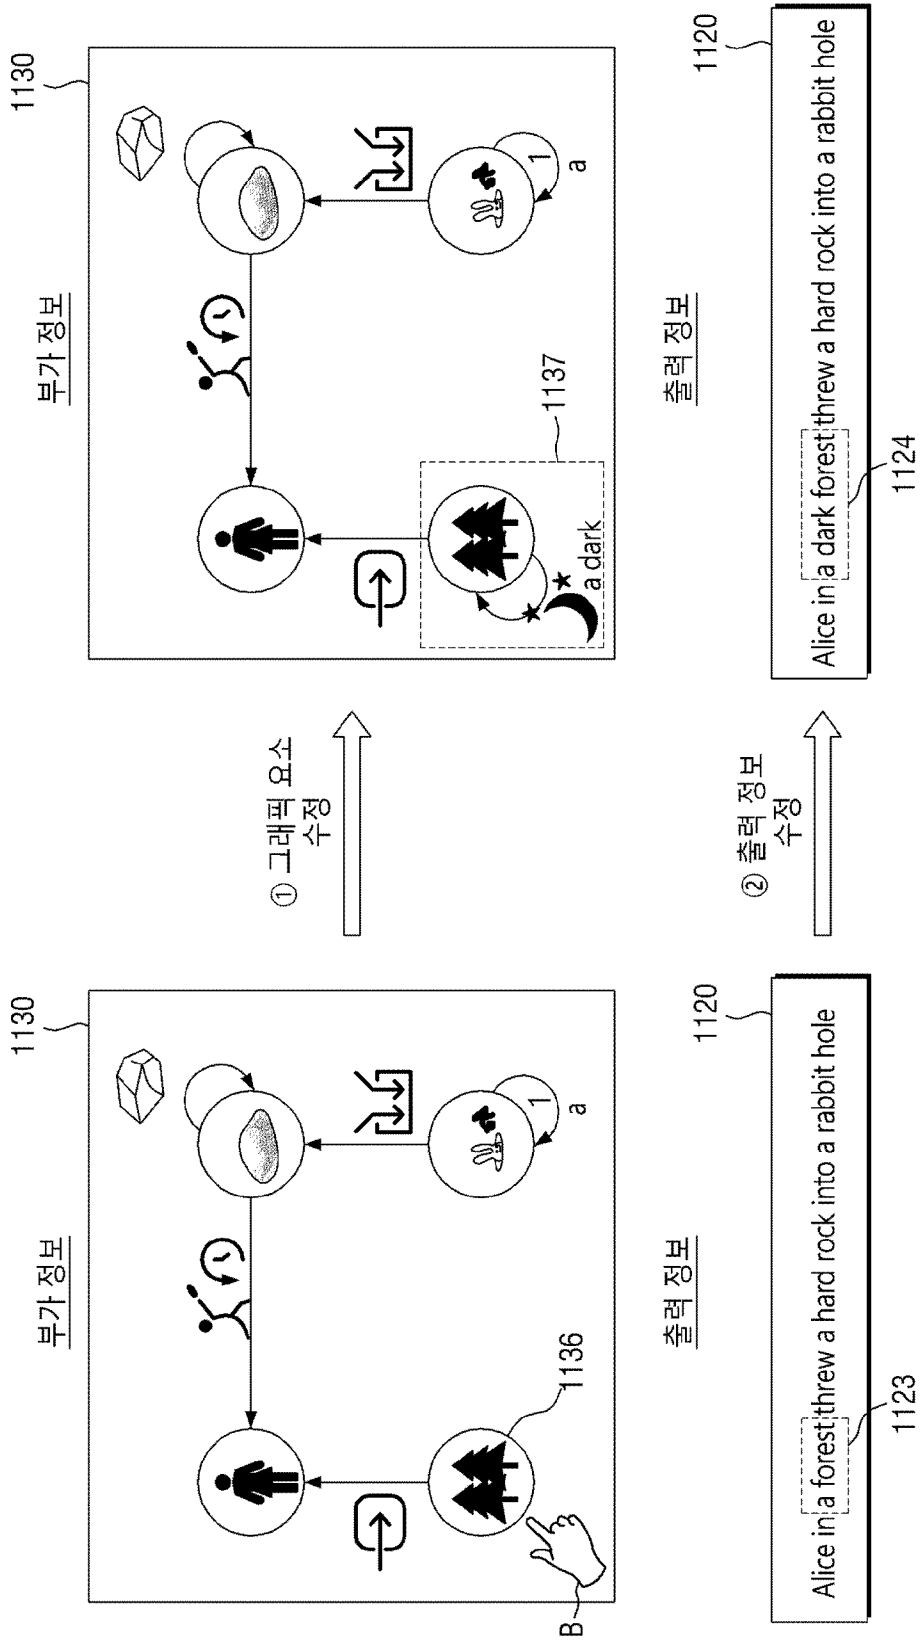 부가 정보
1130
B
1136
1
a
출력 정보
1120
Alice in a forest threw a hard rock into a rabbit hole
1123
① 그래픽 요소
수정
② 출력 정보
수정
부가 정보
1130
a dark
1137
1
a
출력 정보
1120
Alice in a dark forest threw a hard rock into a rabbit hole
1124